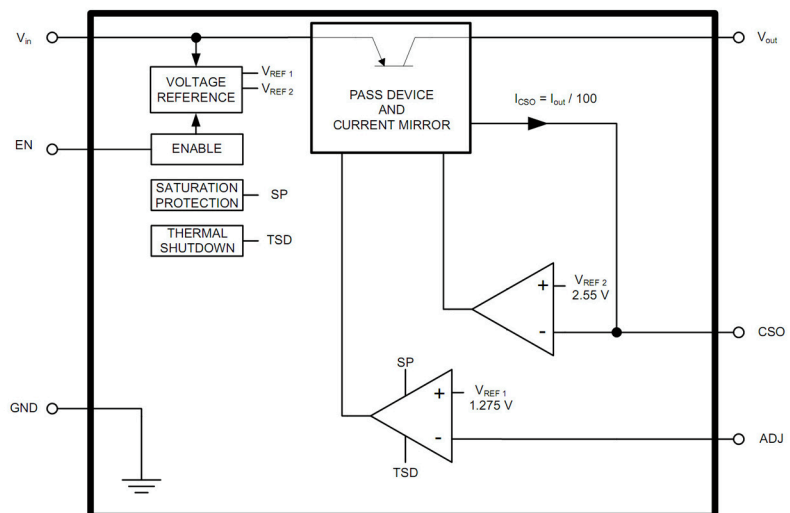 Vin
Vout
VOLTAGE
REFERENCE
VREF 1
VREF 2
PASS DEVICE
AND
CURRENT MIRROR
ICSO = Iout / 100
EN
ENABLE
SATURATION
PROTECTION
SP
THERMAL
SHUTDOWN
TSD
+
VREF 2
2.55 V
-
CSO
SP
GND
+
VREF 1
1.275 V
-
ADJ
TSD